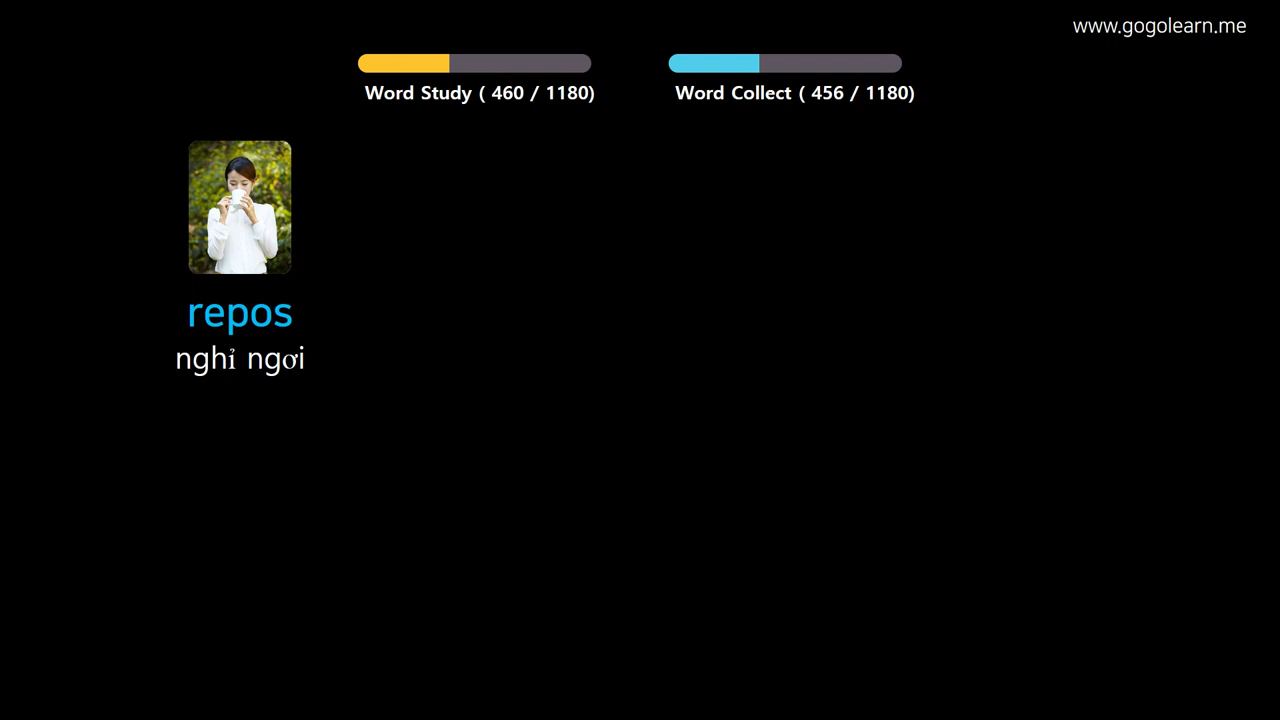 www.gogolearn.me
Word Study ( 460 / 1180)
Word Collect ( 456 / 1180)
repos
nghỉ ngơi